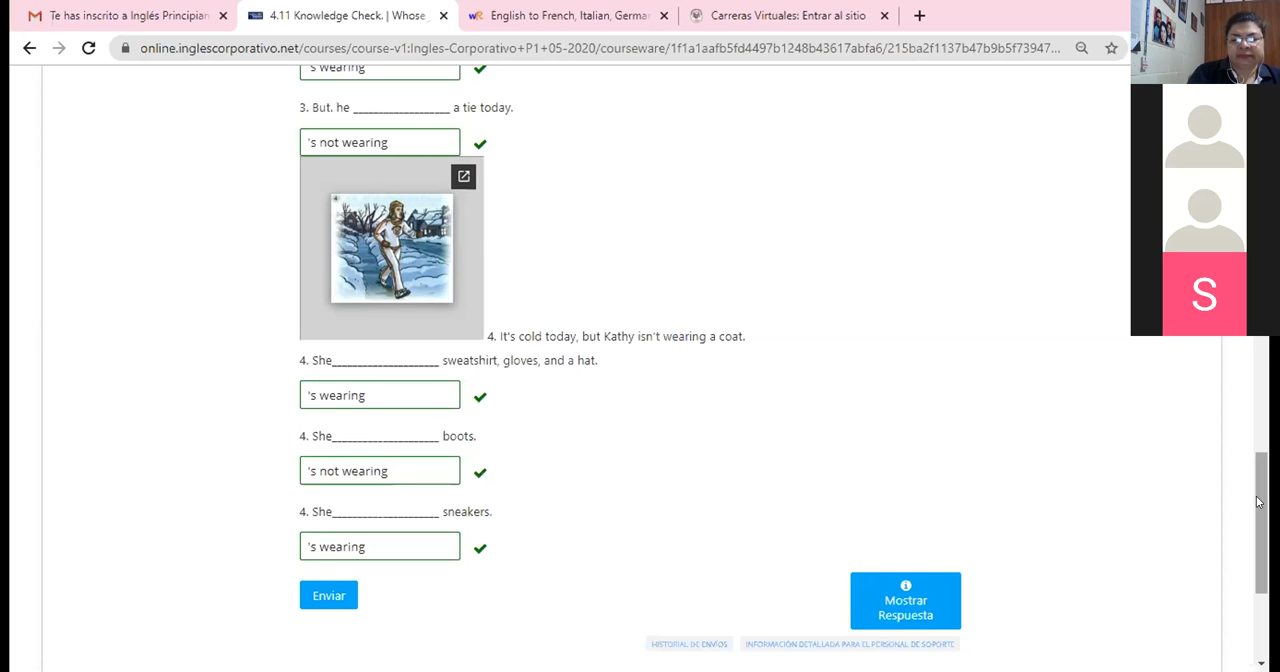 Te has inscrito a Inglés Principian
4.11 Knowledge Check. | Whose
English to French, Italian, Germa
Carreras Virtuales: Entrar al sitio
online.inglescorporativo.net/courses/course-v1:Ingles-Corporativo+P1+05-2020/courseware/1f1a1aafb5fd4497b1248b43617abfa6/215ba2f1137b47b9b5f73947...
's wearing
3. But. he __________________ a tie today.
's not wearing
4. It's cold today, but Kathy isn't wearing a coat.
4. She____________________ sweatshirt, gloves, and a hat.
's wearing
4. She____________________ boots.
's not wearing
4. She____________________ sneakers.
's wearing
Enviar
Mostrar
Respuesta
HISTORIAL DE ENVÍOS
INFORMACIÓN DETALLADA PARA EL PERSONAL DE SOPORTE
S